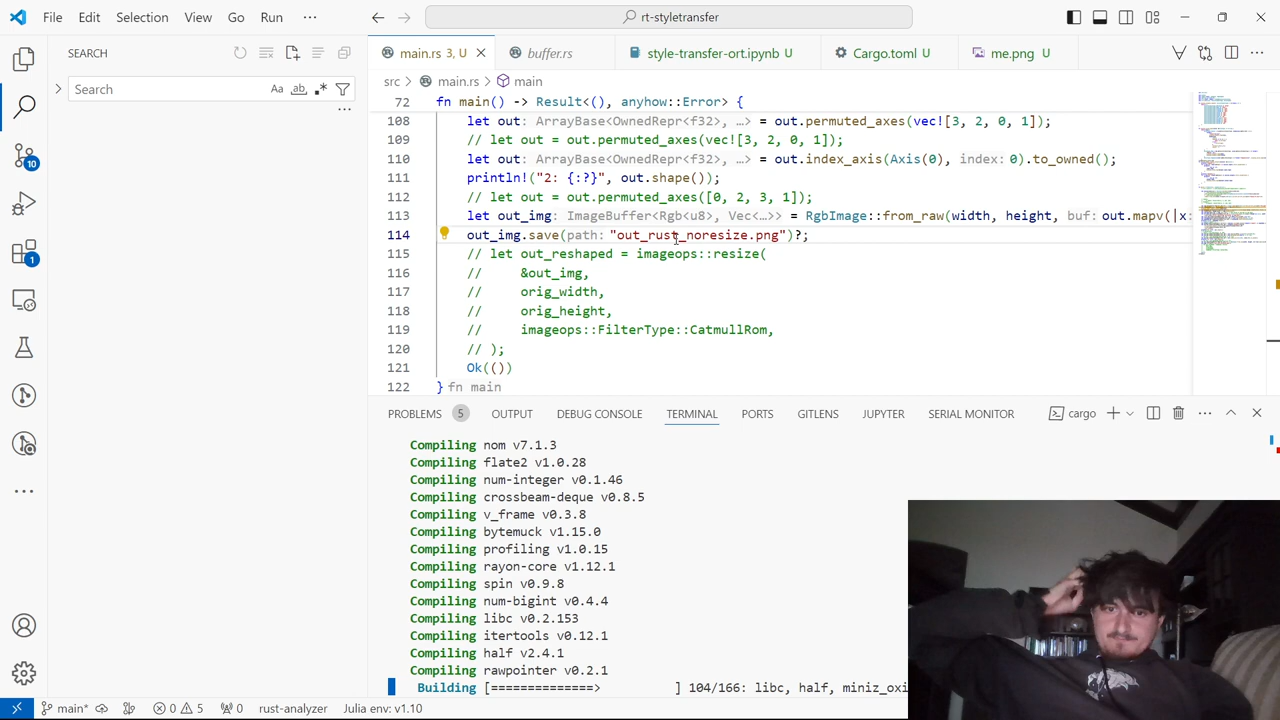 File Edit Selection View Go Run ···
rt-styletransfer
SEARCH
Search
Aa ab
main.rs 3, U
buffer.rs
style-transfer-ort.ipynb U
Cargo.toml U
me.png U
src > main.rs > main
72 fn main() -> Result<(), anyhow::Error> {
108 let out ArrayBase<OwnedRepr<f32>, …> = out.permuted_axes(vec![3, 2, 0, 1]);
109 // let out = out.permuted_axes(vec![3, 2, 0, 1]);
110 let out ArrayBase<OwnedRepr<f32>, …> = out.index_axis(Axis(0) index: 0).to_owned();
111 println! {:?}" out.shape());
112 // let out = out.permuted_axes([0, 2, 1]);
113 let out_ ImageBuffer<Rgb<u8>, Vec<…>> RgbImage::from_raw(width, height, buf: out.mapv(|x:
114 path:
115 // let out_reshaped = imageops::resize(
116 // &out_img,
117 // orig_width,
118 // orig_height,
119 // imageops::FilterType::CatmullRom,
120 // );
121 Ok(())
122 } fn main
PROBLEMS 5 OUTPUT DEBUG CONSOLE TERMINAL PORTS GITLENS JUPYTER SERIAL MONITOR
cargo
Compiling nom v7.1.3
Compiling flate2 v1.0.28
Compiling num-integer v0.1.46
Compiling crossbeam-deque v0.8.5
Compiling v_frame v0.3.8
Compiling bytemuck v1.15.0
Compiling profiling v1.0.15
Compiling rayon-core v1.12.1
Compiling spin v0.9.8
Compiling num-bigint v0.4.4
Compiling libc v0.2.153
Compiling itertools v0.12.1
Compiling half v2.4.1
Compiling rawpointer v0.2.1
Building [==============> ] 104/166: libc, half, miniz_oxi
10
1
main* 0 5 0 rust-analyzer Julia env: v1.10